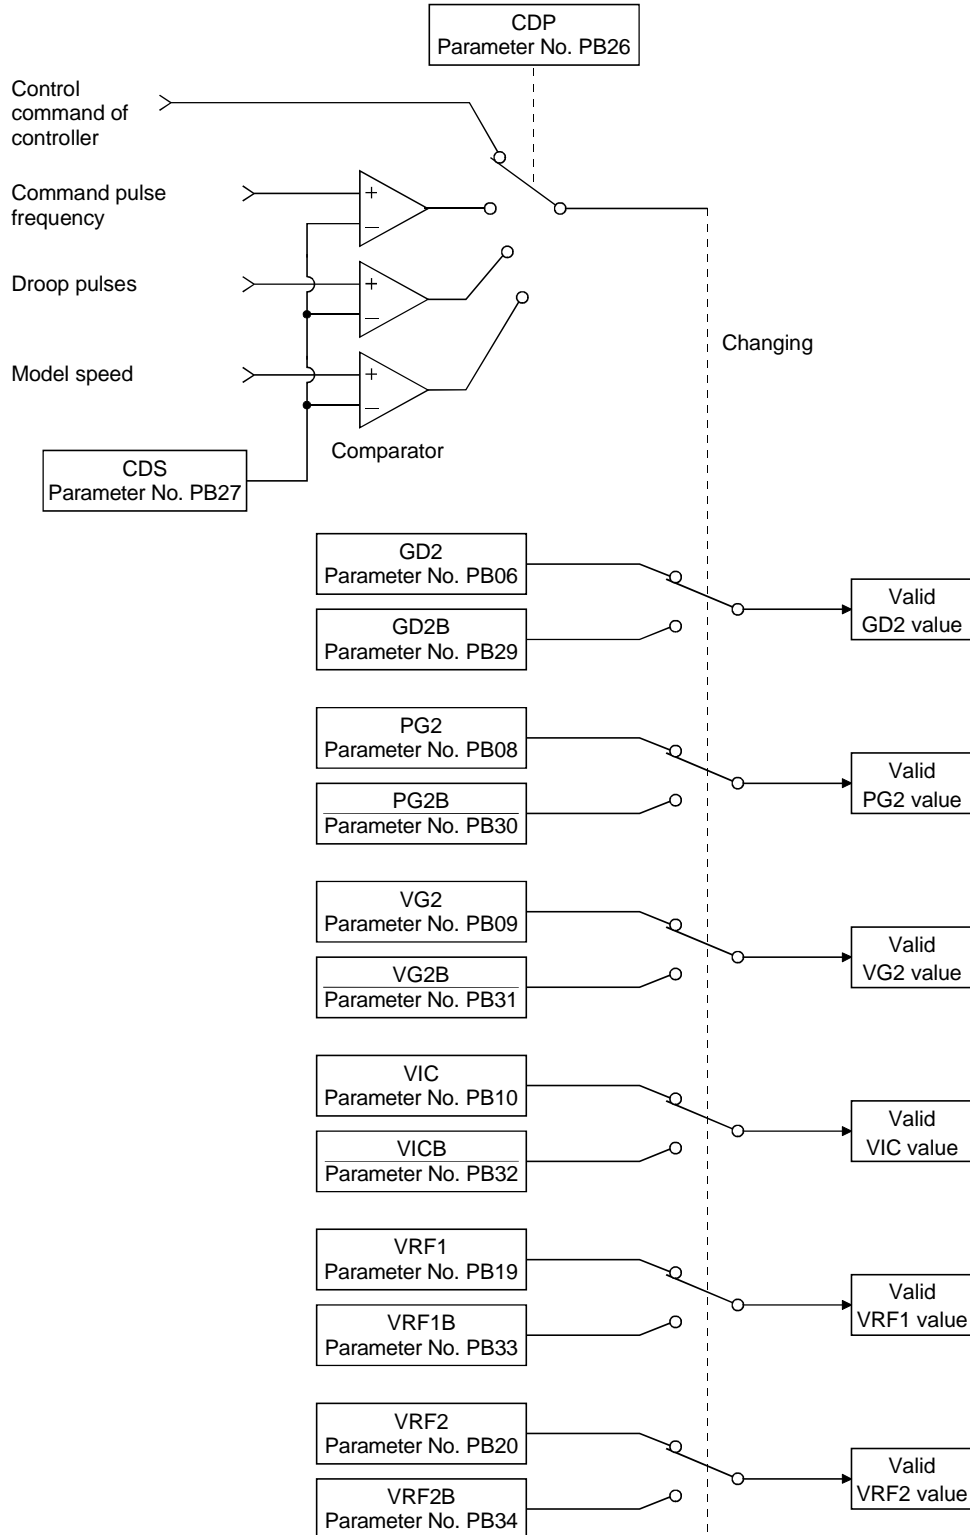 CDP
Parameter No. PB26
Control
command of
controller
Command pulse
frequency
+
−
Droop pulses
+
−
Changing
Model speed
+
−
Comparator
CDS
Parameter No. PB27
GD2
Parameter No. PB06
Valid
GD2 value
GD2B
Parameter No. PB29
PG2
Parameter No. PB08
Valid
PG2 value
PG2B
Parameter No. PB30
VG2
Parameter No. PB09
Valid
VG2 value
VG2B
Parameter No. PB31
VIC
Parameter No. PB10
Valid
VIC value
VICB
Parameter No. PB32
VRF1
Parameter No. PB19
Valid
VRF1 value
VRF1B
Parameter No. PB33
VRF2
Parameter No. PB20
Valid
VRF2 value
VRF2B
Parameter No. PB34